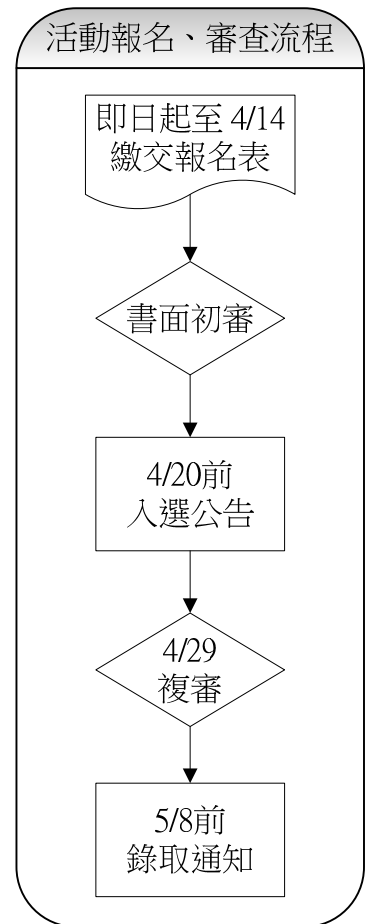 活動報名、審查流程
即日起至 4/14
繳交報名表
書面初審
4/20前
入選公告
4/29
複審
5/8前
錄取通知